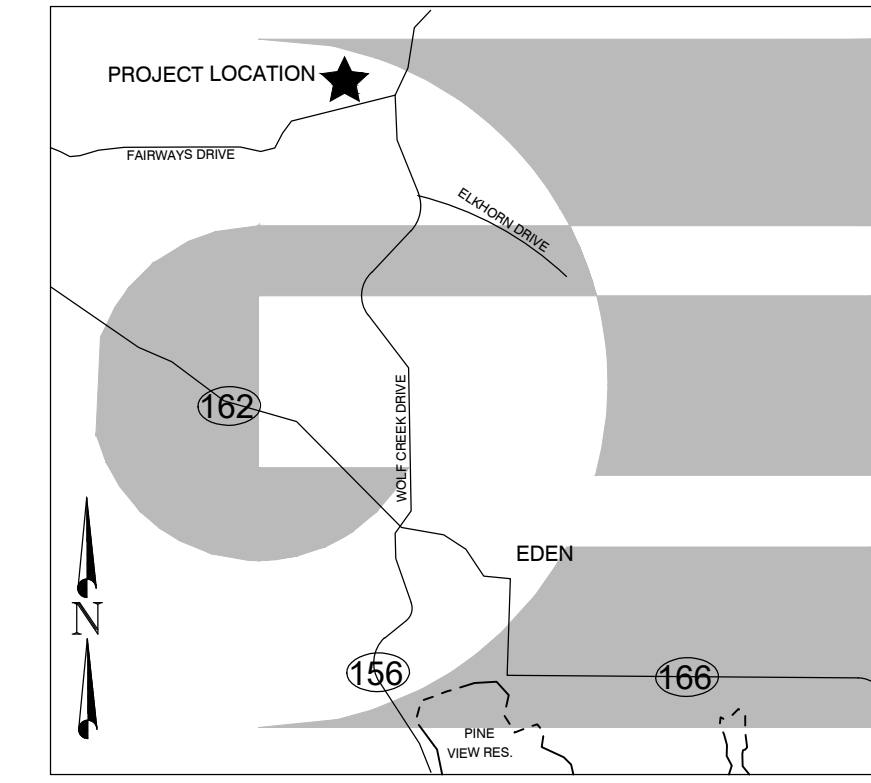 PROJECT LOCATION
FAIRWAYS DRIVE
ELKHORN DRIVE
162
WOLF CREEK DRIVE
EDEN
N
156
166
PINE
VIEW RES.